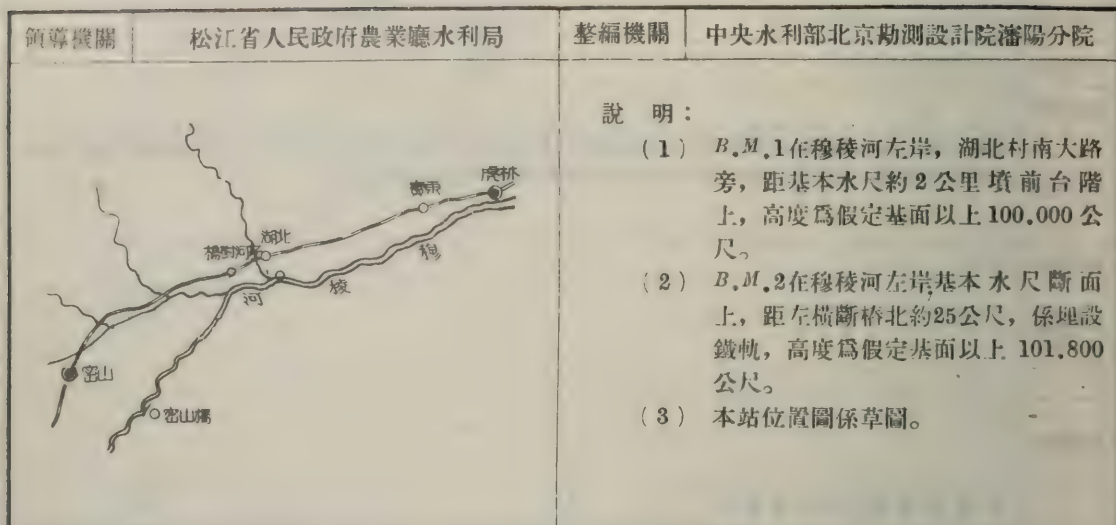 領導機關 松江省人民政府農業廳水利局 整編機關 中央水利部北京勘測設計院瀋陽分院
說 明：
（1） B.M.1在穆稜河左岸，湖北村南大路
旁，距基本水尺約2公里墳前台階
上，高度爲假定基面以上100.000公
尺。
（2） B.M.2在穆稜河左岸基本水尺斷面
上，距左橫斷樁北約25公尺，係埋設
鐵軌，高度爲假定基面以上 101.800
公尺。
（3） 本站位置圖係草圖。
虎林
湖北
穆
稜
河
密山
密山橋